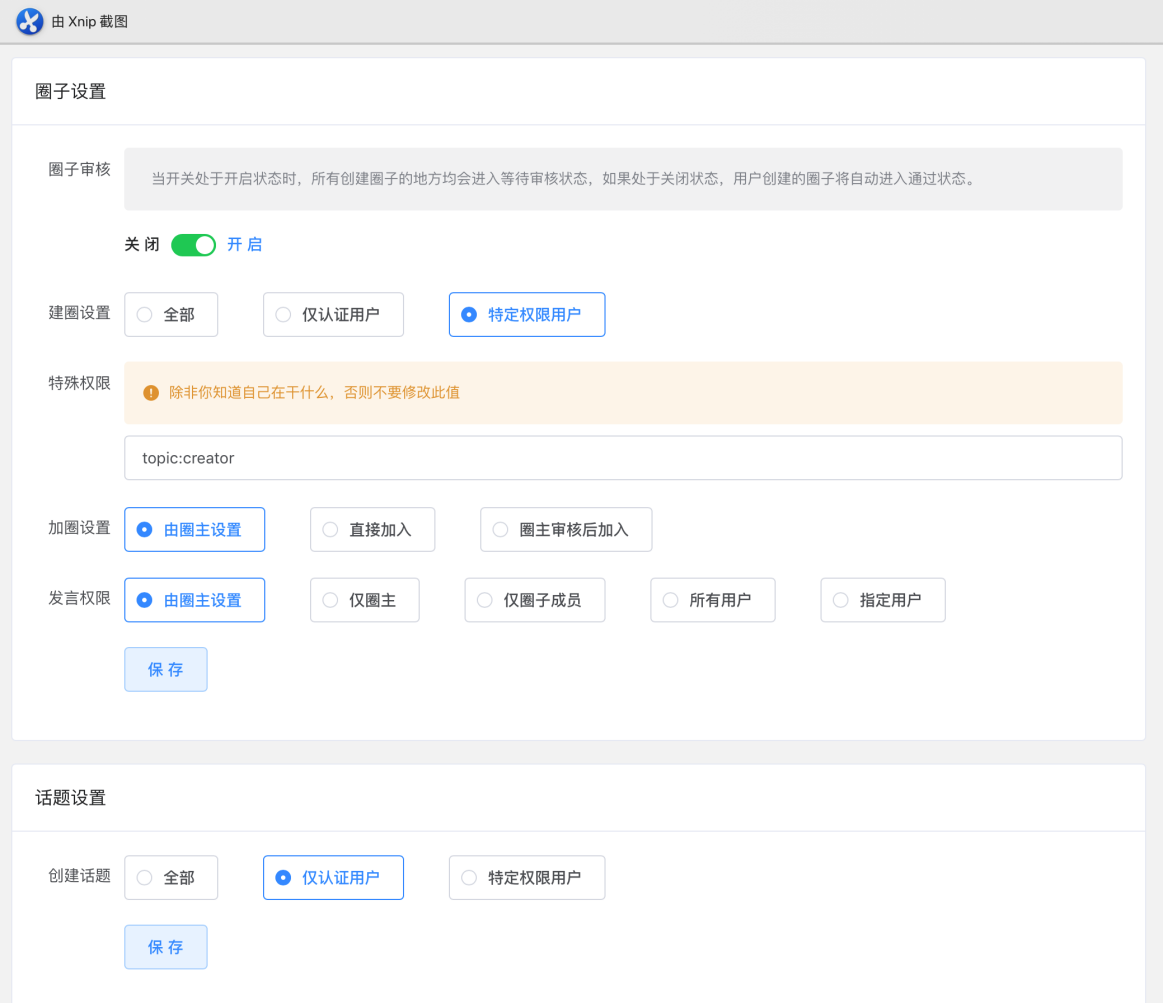 由 Xnip 截图
圈子设置
圈子审核
当开关处于开启状态时，所有创建圈子的地方均会进入等待审核状态，如果处于关闭状态，用户创建的圈子将自动进入通过状态。
关 闭 开 启
建圈设置 全部 仅认证用户 特定权限用户
特殊权限
除非你知道自己在干什么，否则不要修改此值
topic:creator
加圈设置 由圈主设置 直接加入 圈主审核后加入
发言权限 由圈主设置 仅圈主 仅圈子成员 所有用户 指定用户
保 存
话题设置
创建话题 全部 仅认证用户 特定权限用户
保 存